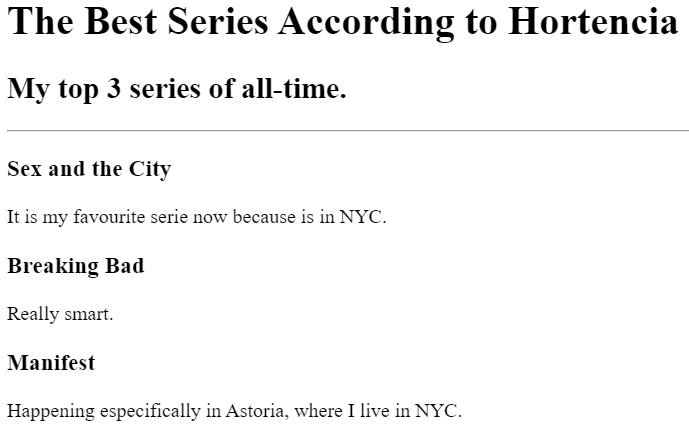 The Best Series According to Hortencia
My top 3 series of all-time.
Sex and the City
It is my favourite serie now because is in NYC.
Breaking Bad
Really smart.
Manifest
Happening especifically in Astoria, where I live in NYC.